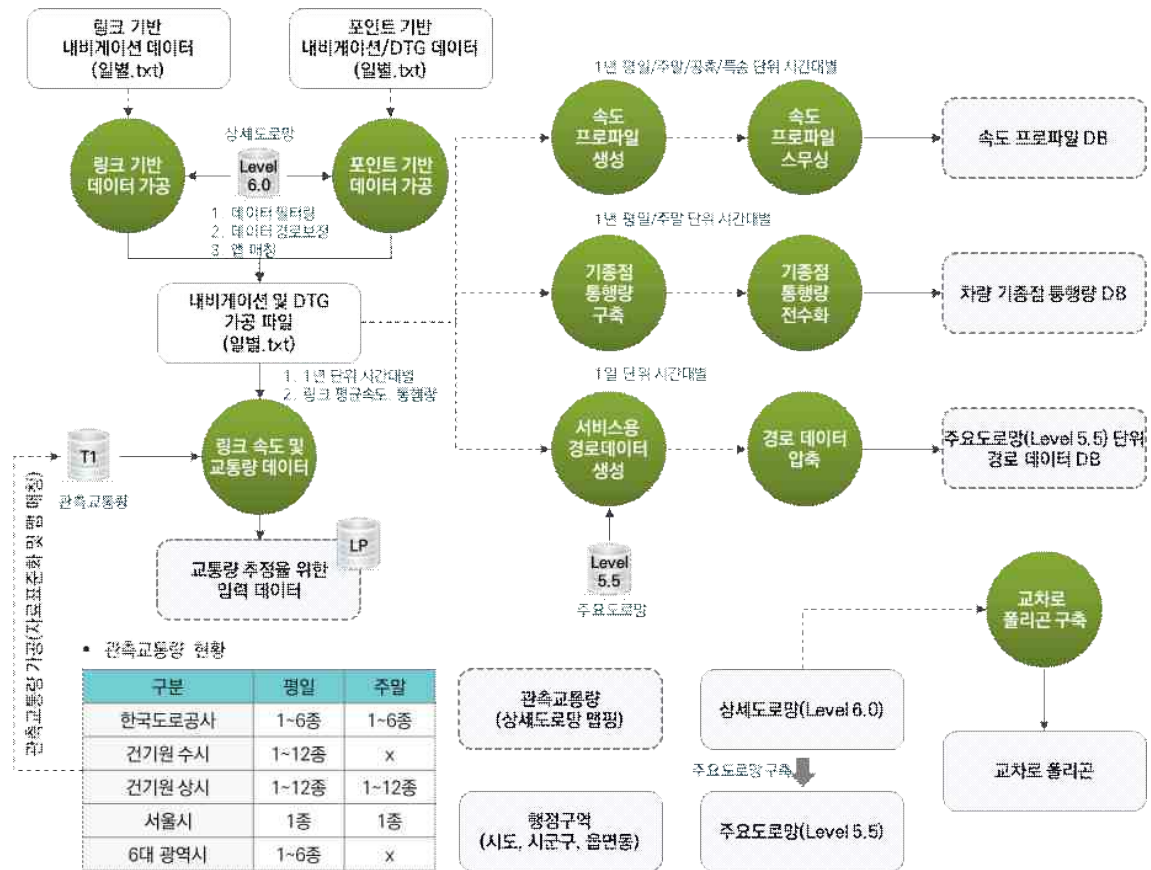 링크 기반
내비게이션 데이터
(일별.txt)
포인트 기반
내비게이션/DTG 데이터
(일별.txt)
상세도로망
Level
6.0
링크 기반
데이터 가공
포인트 기반
데이터 가공
1. 데이터 필터링
2. 데이터 경로보정
3. 맵 매칭
내비게이션 및 DTG
가공 파일
(일별.txt)
1. 1년 단위 시간대별
2. 링크 평균속도, 통행량
T1
관측교통량
링크 속도 및
교통량 데이터
LP
교통량 추정을 위한
입력 데이터
관측교통량 가공(자료표준화 및 맵 매칭)
1년 평일/주말/공휴/특송 단위 시간대별
속도
프로파일
생성
속도
프로파일
스무싱
속도 프로파일 DB
1년 평일/주말 단위 시간대별
기종점
통행량
구축
기종점
통행량
전수화
차량 기종점 통행량 DB
1일 단위 시간대별
서비스용
경로데이터
생성
경로 데이터
압축
주요도로망(Level 5.5) 단위
경로 데이터 DB
Level
5.5
주요도로망
교차로
폴리곤 구축
교차로 폴리곤
• 관측교통량 현황
구분 평일 주말
한국도로공사 1~6종 1~6종
건기원 수시 1~12종 x
건기원 상시 1~12종 1~12종
서울시 1종 1종
6대 광역시 1~6종 x
관측교통량
(상세도로망 맵핑)
행정구역
(시도, 시군구, 읍면동)
상세도로망(Level 6.0)
주요도로망 구축
주요도로망(Level 5.5)